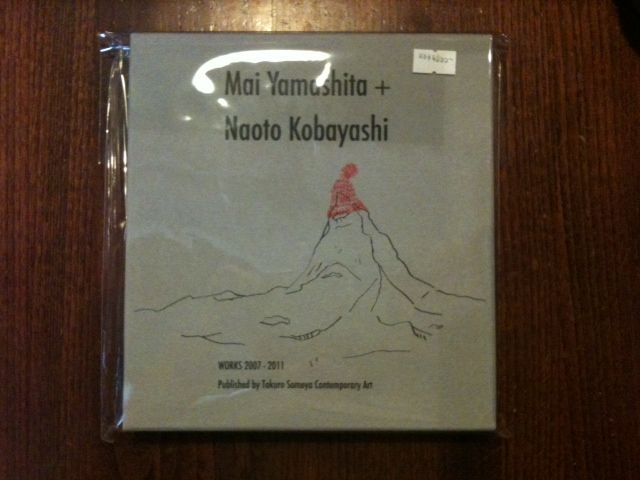 Mai Yamashita +
Naoto Kobayashi
WORKS 2007 - 2011
Published by Takuro Someya Contemporary Art